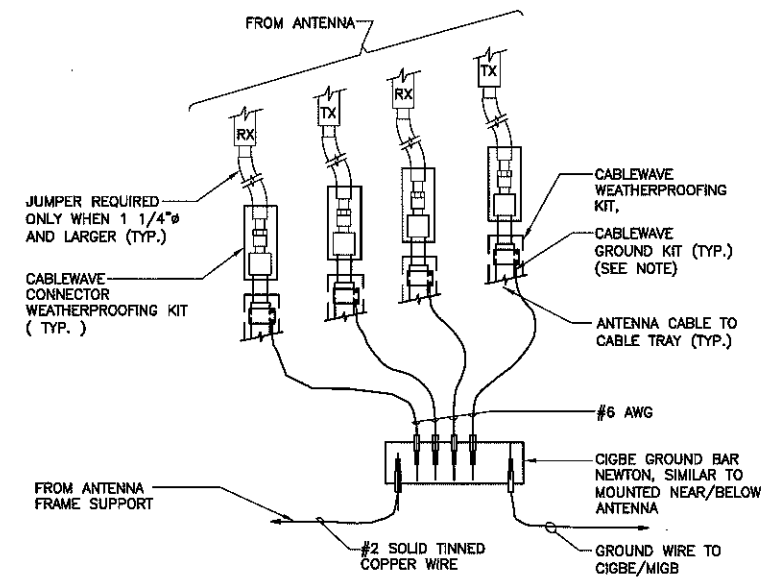 FROM ANTENNA
TX
RX
TX
RX
JUMPER REQUIRED
ONLY WHEN 1 1/4"ø
AND LARGER (TYP.)
CABLEWAVE
CONNECTOR
WEATHERPROOFING KIT
( TYP. )
CABLEWAVE
WEATHERPROOFING
KIT,
CABLEWAVE
GROUND KIT (TYP.)
(SEE NOTE)
ANTENNA CABLE TO
CABLE TRAY (TYP.)
#6 AWG
CIGBE GROUND BAR
NEWTON, SIMILAR TO
MOUNTED NEAR/BELOW
ANTENNA
FROM ANTENNA
FRAME SUPPORT
#2 SOLID TINNED
COPPER WIRE
GROUND WIRE TO
CIGBE/MIGB